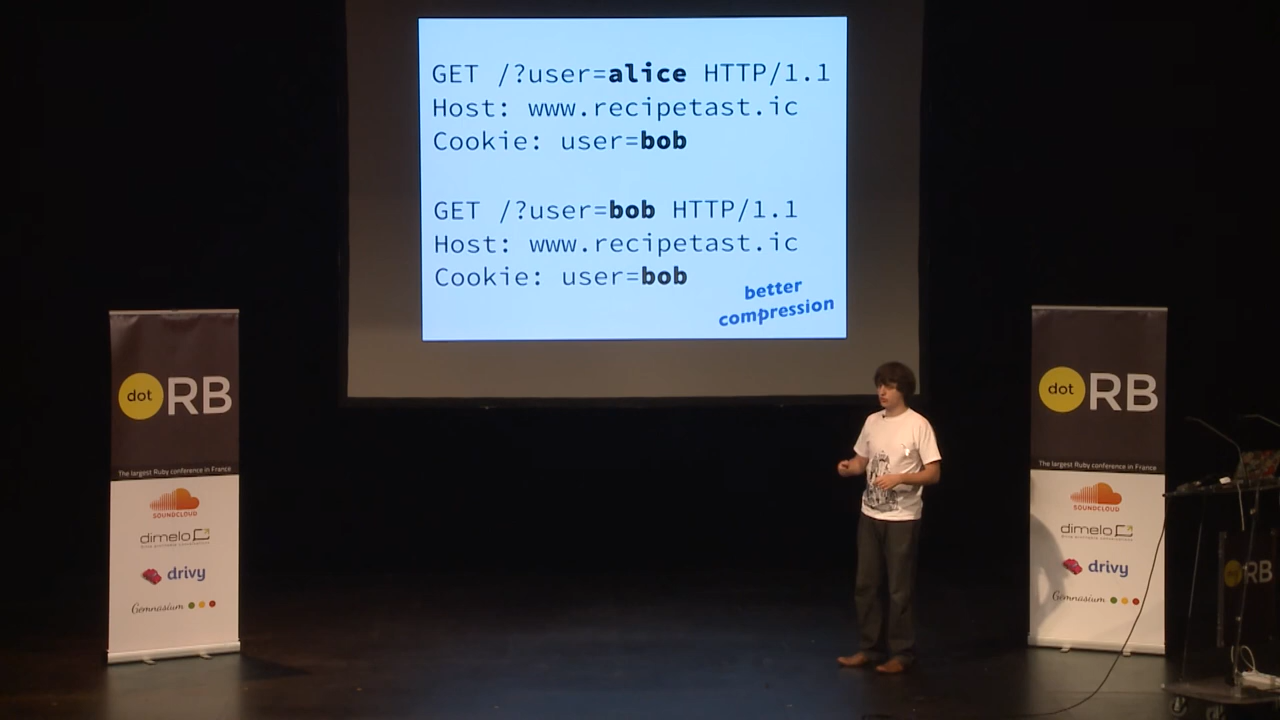 GET /?user=alice HTTP/1.1
Host: www.recipetast.ic
Cookie: user=bob
GET /?user=bob HTTP/1.1
Host: www.recipetast.ic
Cookie: user=bob
better
compression
dot RB
The largest Ruby conference in France
SOUNDCLOUD
dimelo
drivy
Gemnasium
dot RB
The largest Ruby conference in France
SOUNDCLOUD
dimelo
drivy
Gemnasium
RB